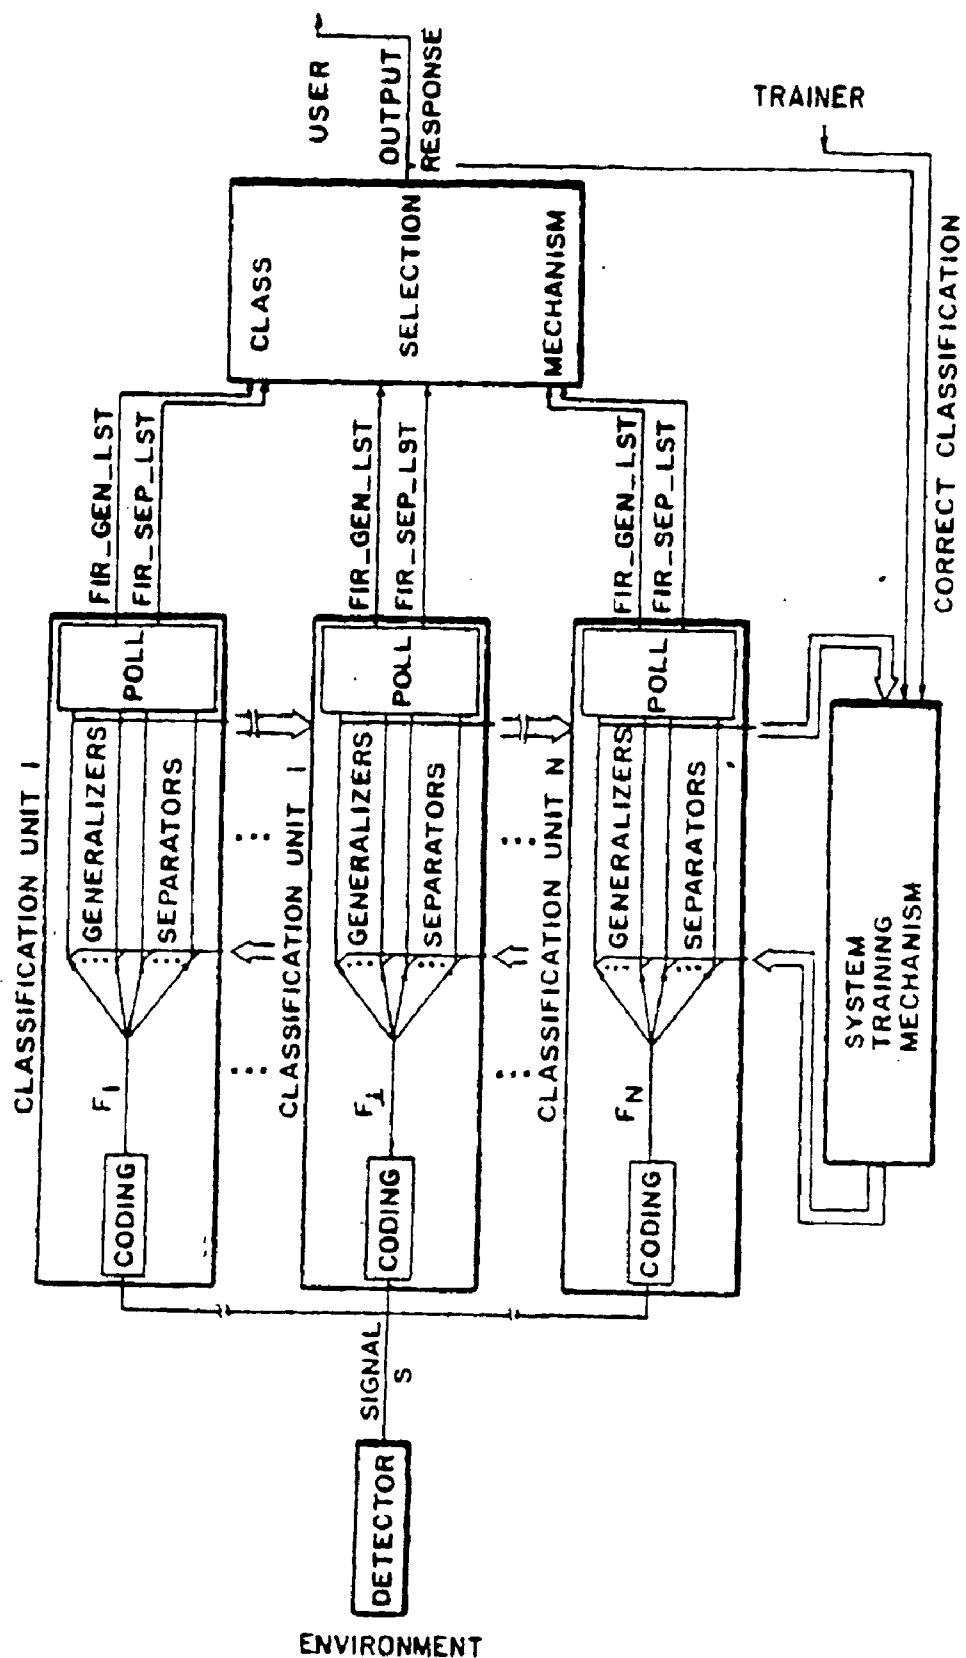 CLASSIFICATION UNIT I
CODING
F1
GENERALIZERS
SEPARATORS
POLL
FIR_GEN_LST
FIR_SEP_LST
CLASSIFICATION UNIT I
CODING
GENERALIZERS
SEPARATORS
POLL
FIR_GEN_LST
FIR_SEP_LST
CLASSIFICATION UNIT N
CODING
FN
GENERALIZERS
SEPARATORS
POLL
FIR_GEN_LST
FIR_SEP_LST
ENVIRONMENT
DETECTOR
SIGNAL
S
CLASS
SELECTION
MECHANISM
USER
OUTPUT
RESPONSE
TRAINER
SYSTEM
TRAINING
MECHANISM
CORRECT CLASSIFICATION